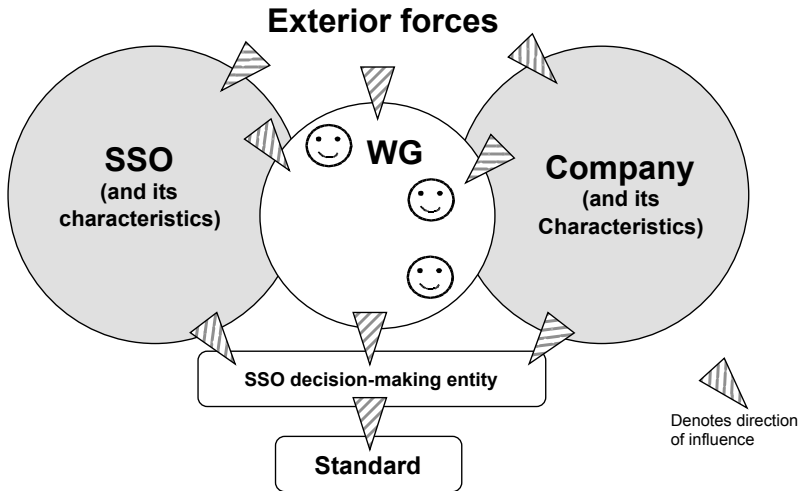 Exterior forces
SSO
(and its
characteristics)
WG
Company
(and its
Characteristics)
SSO decision-making entity
Standard
Denotes direction
of influence